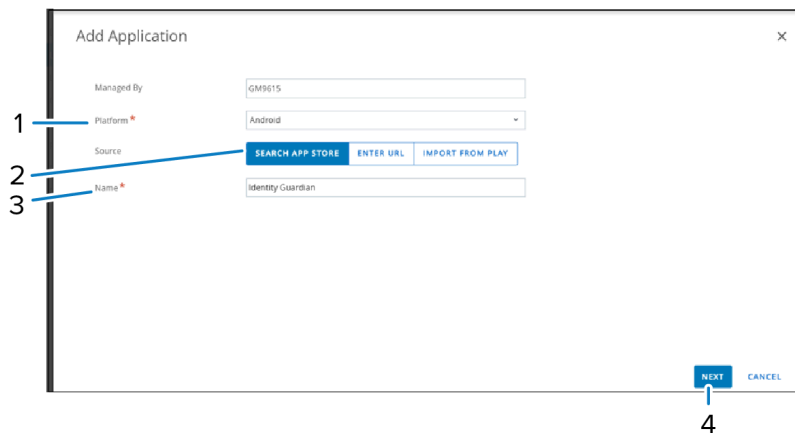 Add Application ×
Managed By GM9615
1 Platform * Android
2 Source SEARCH APP STORE ENTER URL IMPORT FROM PLAY
3 Name * Identity Guardian
NEXT CANCEL
4